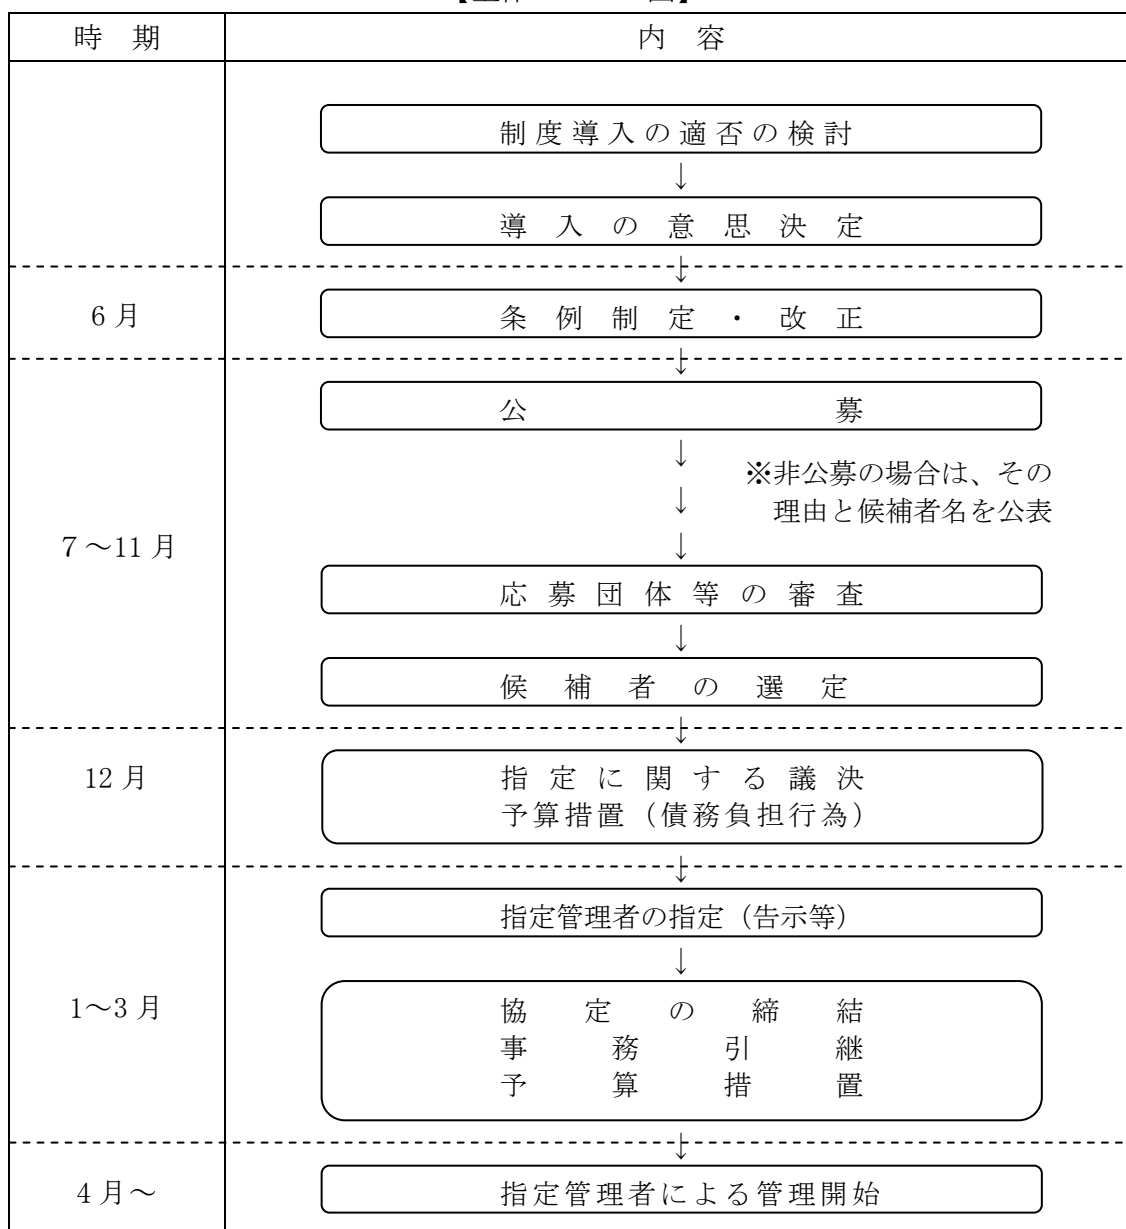 時 期 内 容
制度導入の適否の検討
↓
導入の意思決定
↓
6月 条例制定・改正
↓
公募
↓
※非公募の場合は、その
↓ 理由と候補者名を公表
7～11月
↓
応募団体等の審査
↓
候補者の選定
↓
12月 指定に関する議決
予算措置（債務負担行為）
↓
指定管理者の指定（告示等）
↓
1～3月 協定の締結
事務引継
予算措置
↓
4月～ 指定管理者による管理開始